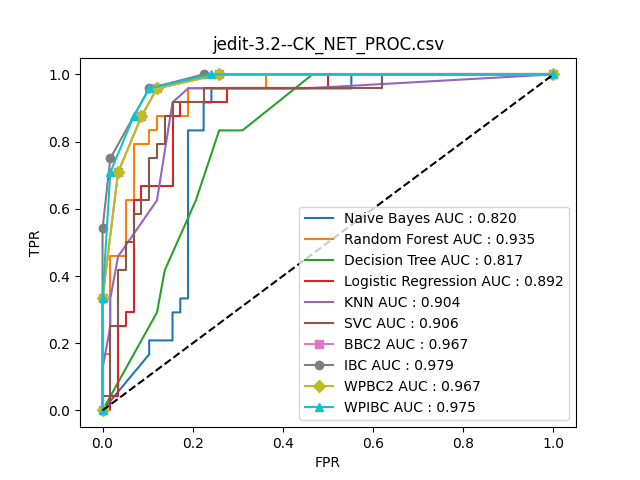 jedit-3.2--CK_NET_PROC.csv
1.0
0.8
0.6
0.4
0.2
0.0
TPR
0.0 0.2 0.4 0.6 0.8 1.0
FPR
Naive Bayes AUC : 0.820
Random Forest AUC : 0.935
Decision Tree AUC : 0.817
Logistic Regression AUC : 0.892
KNN AUC : 0.904
SVC AUC : 0.906
BBC2 AUC : 0.967
IBC AUC : 0.979
WPBC2 AUC : 0.967
WPIBC AUC : 0.975